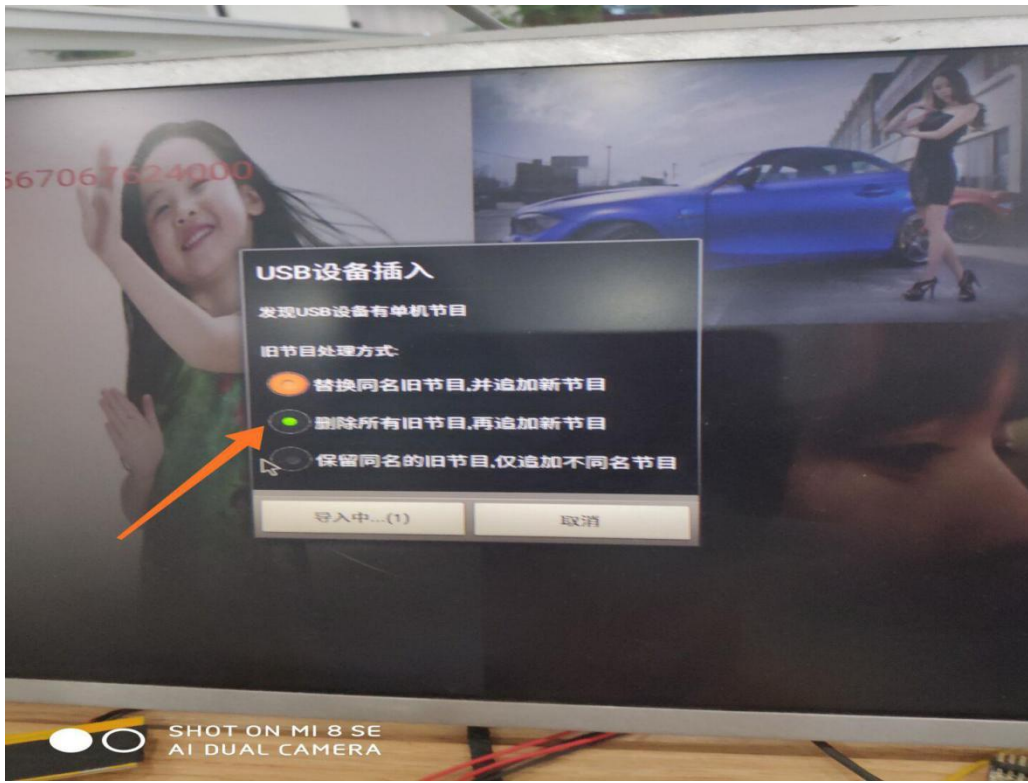 567067624000
USB设备插入
发现USB设备有单机节目
旧节目处理方式:
替换同名旧节目,并追加新节目
删除所有旧节目,再追加新节目
保留同名的旧节目,仅追加不同名节目
导入中...(1)
取消
SHOT ON MI 8 SE
AI DUAL CAMERA